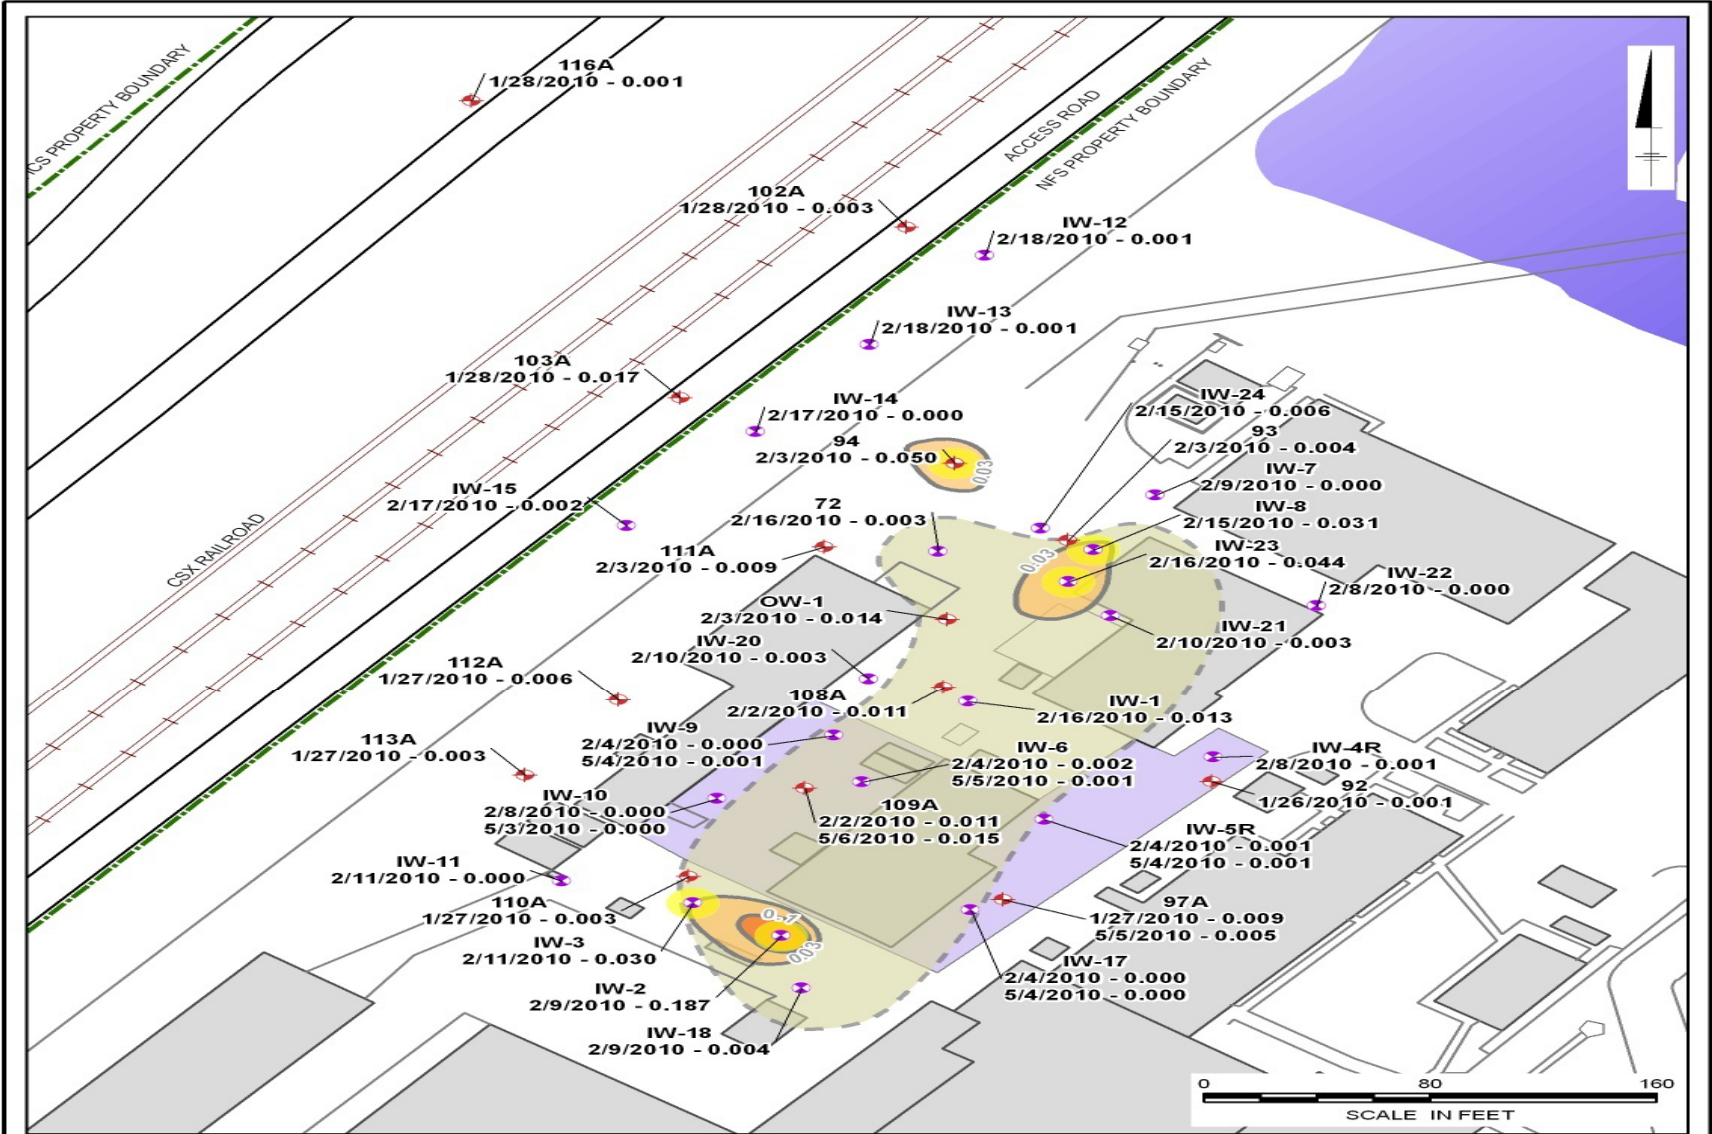 116A
1/28/2010 - 0.001
ICS PROPERTY BOUNDARY
ACCESS ROAD
NFS PROPERTY BOUNDARY
102A
1/28/2010 - 0.003
IW-12
2/18/2010 - 0.001
IW-13
2/18/2010 - 0.001
103A
1/28/2010 - 0.017
IW-14
2/17/2010 - 0.000
IW-24
2/15/2010 - 0.006
94
2/3/2010 - 0.050
0.03
93
2/3/2010 - 0.004
IW-7
2/9/2010 - 0.000
IW-15
2/17/2010 - 0.002
72
2/16/2010 - 0.003
IW-8
2/15/2010 - 0.031
CSX RAILROAD
111A
2/3/2010 - 0.009
0.03
IW-23
2/16/2010 - 0.044
IW-22
2/8/2010 - 0.000
OW-1
2/3/2010 - 0.014
IW-21
2/10/2010 - 0.003
IW-20
2/10/2010 - 0.003
112A
1/27/2010 - 0.006
108A
2/2/2010 - 0.011
IW-1
2/16/2010 - 0.013
IW-9
2/4/2010 - 0.000
5/4/2010 - 0.001
113A
1/27/2010 - 0.003
IW-6
2/4/2010 - 0.002
5/5/2010 - 0.001
IW-4R
2/8/2010 - 0.001
92
1/26/2010 - 0.001
IW-10
2/8/2010 - 0.000
5/3/2010 - 0.000
109A
2/2/2010 - 0.011
5/6/2010 - 0.015
IW-5R
2/4/2010 - 0.001
5/4/2010 - 0.001
IW-11
2/11/2010 - 0.000
110A
1/27/2010 - 0.003
97A
1/27/2010 - 0.009
5/5/2010 - 0.005
0.1
0.03
IW-3
2/11/2010 - 0.030
IW-17
2/4/2010 - 0.000
5/4/2010 - 0.000
IW-2
2/9/2010 - 0.187
IW-18
2/9/2010 - 0.004
0 80 160
SCALE IN FEET